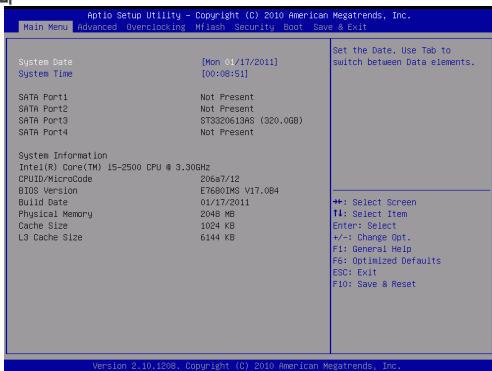 Aptio Setup Utility – Copyright (C) 2010 American Megatrends, Inc.
Main Menu Advanced Overclocking Mflash Security Boot Save & Exit
System Date [Mon 01/17/2011]
System Time [00:08:51]
SATA Port1 Not Present
SATA Port2 Not Present
SATA Port3 ST3320613AS (320.0GB)
SATA Port4 Not Present
System Information
Intel(R) Core(TM) i5-2500 CPU @ 3.30GHz
CPUID/MicroCode 206a7/12
BIOS Version E7680IMS V17.0B4
Build Date 01/17/2011
Physical Memory 2048 MB
Cache Size 1024 KB
L3 Cache Size 6144 KB
Set the Date. Use Tab to
switch between Data elements.
→←: Select Screen
↑↓: Select Item
Enter: Select
+/-: Change Opt.
F1: General Help
F6: Optimized Defaults
ESC: Exit
F10: Save & Reset
Version 2.10.1208. Copyright (C) 2010 American Megatrends, Inc.